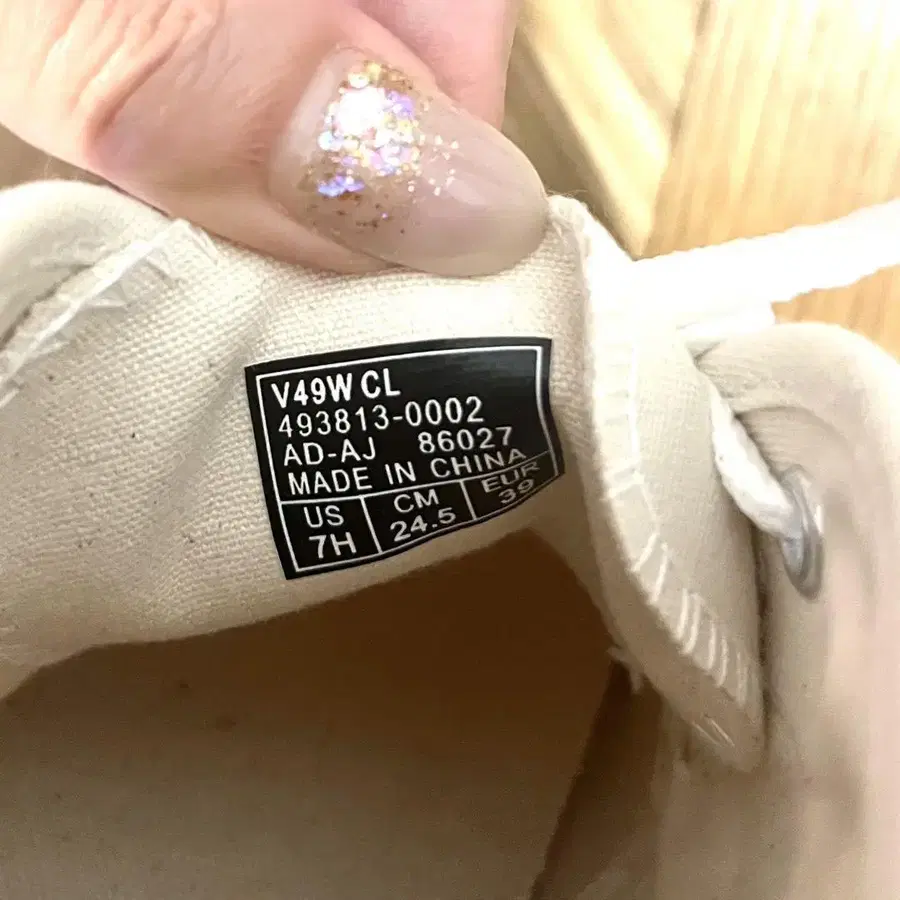 V49W CL
493813-0002
AD-AJ 86027
MADE IN CHINA
US CM EUR
7H 24.5 39